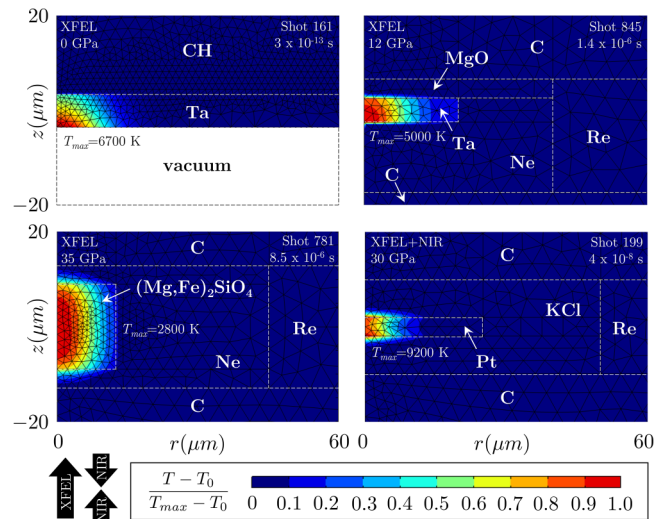 20
XFEL
0 GPa
Shot 161
3 x 10⁻¹³ s
CH
Ta
T_max=6700 K
vacuum
z(μm)
−20
XFEL
12 GPa
C
Shot 845
1.4 x 10⁻⁶ s
MgO
T_max=5000 K
Ta
Ne
Re
C
20
XFEL
35 GPa
C
Shot 781
8.5 x 10⁻⁶ s
(Mg,Fe)₂SiO₄
T_max=2800 K
Ne
Re
C
z(μm)
−20
XFEL+NIR
30 GPa
C
Shot 199
4 x 10⁻⁸ s
KCl
T_max=9200 K
Pt
Re
C
0
r(μm)
60
0
r(μm)
60
XFEL
NIR
NIR
T − T₀
T_max − T₀
0 0.1 0.2 0.3 0.4 0.5 0.6 0.7 0.8 0.9 1.0